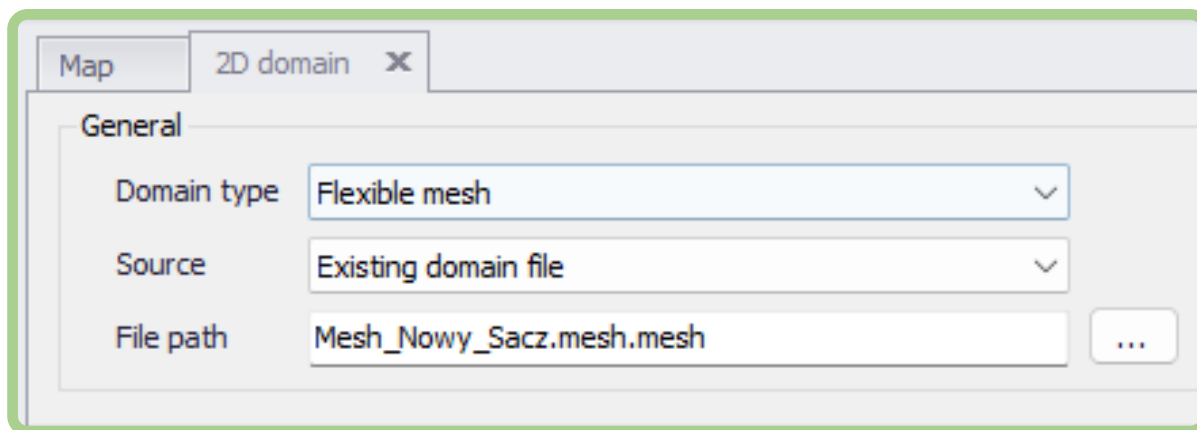 Map 2D domain X
General
Domain type Flexible mesh
Source Existing domain file
File path Mesh_Nowy_Sacz.mesh.mesh ...